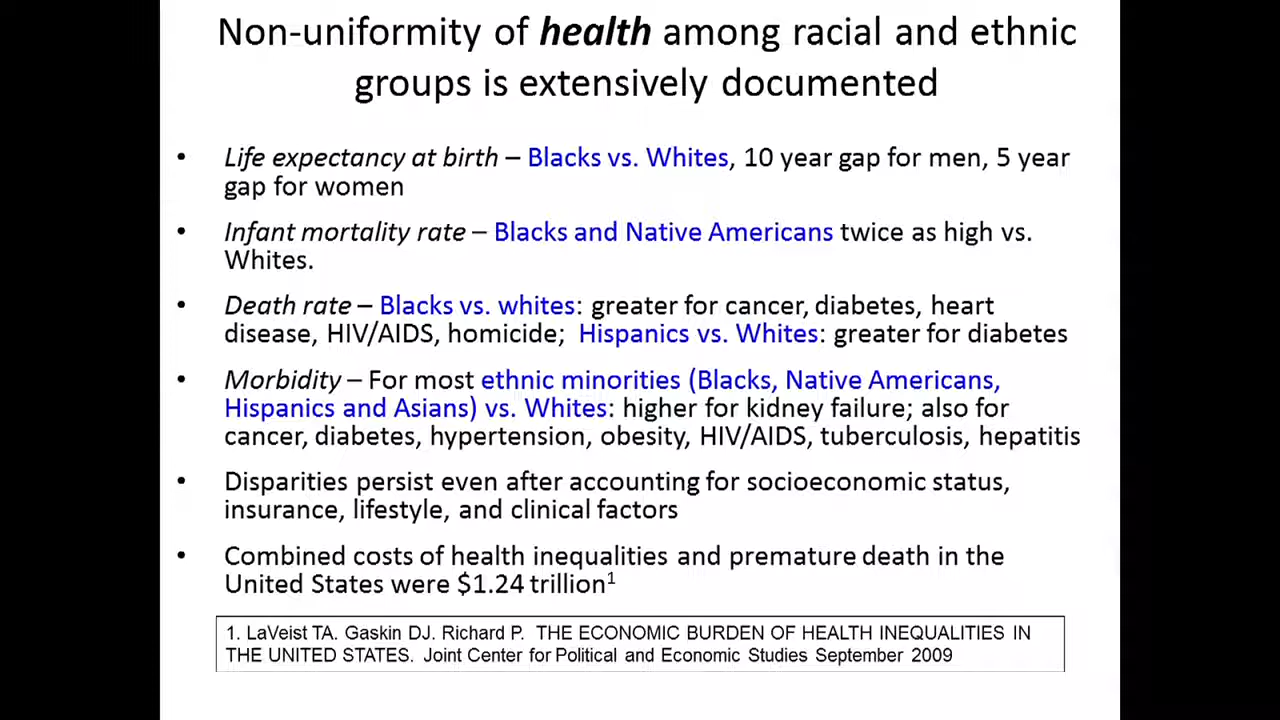 Non-uniformity of health among racial and ethnic
groups is extensively documented
• Life expectancy at birth – Blacks vs. Whites, 10 year gap for men, 5 year
gap for women
• Infant mortality rate – Blacks and Native Americans twice as high vs.
Whites.
• Death rate – Blacks vs. whites: greater for cancer, diabetes, heart
disease, HIV/AIDS, homicide; Hispanics vs. Whites: greater for diabetes
• Morbidity – For most ethnic minorities (Blacks, Native Americans,
Hispanics and Asians) vs. Whites: higher for kidney failure; also for
cancer, diabetes, hypertension, obesity, HIV/AIDS, tuberculosis, hepatitis
• Disparities persist even after accounting for socioeconomic status,
insurance, lifestyle, and clinical factors
• Combined costs of health inequalities and premature death in the
United States were $1.24 trillion¹
1. LaVeist TA. Gaskin DJ. Richard P. THE ECONOMIC BURDEN OF HEALTH INEQUALITIES IN
THE UNITED STATES. Joint Center for Political and Economic Studies September 2009